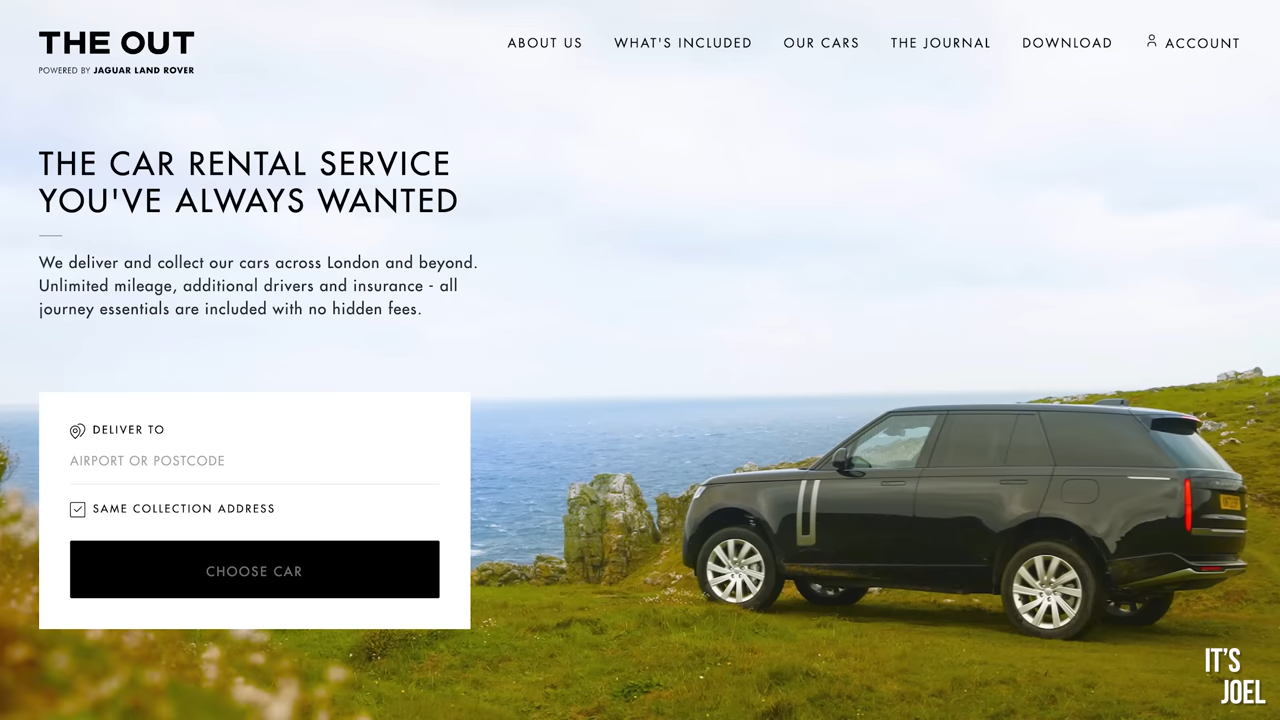 THE OUT
POWERED BY JAGUAR LAND ROVER
ABOUT US
WHAT'S INCLUDED
OUR CARS
THE JOURNAL
DOWNLOAD
ACCOUNT
THE CAR RENTAL SERVICE
YOU'VE ALWAYS WANTED
We deliver and collect our cars across London and beyond.
Unlimited mileage, additional drivers and insurance - all
journey essentials are included with no hidden fees.
DELIVER TO
AIRPORT OR POSTCODE
SAME COLLECTION ADDRESS
CHOOSE CAR
IT'S
JOEL